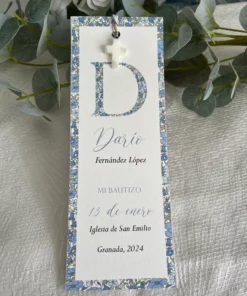 D
Darío
Fernández López
MI BAUTIZO
13 de enero
Iglesia de San Emilio
Granada, 2024